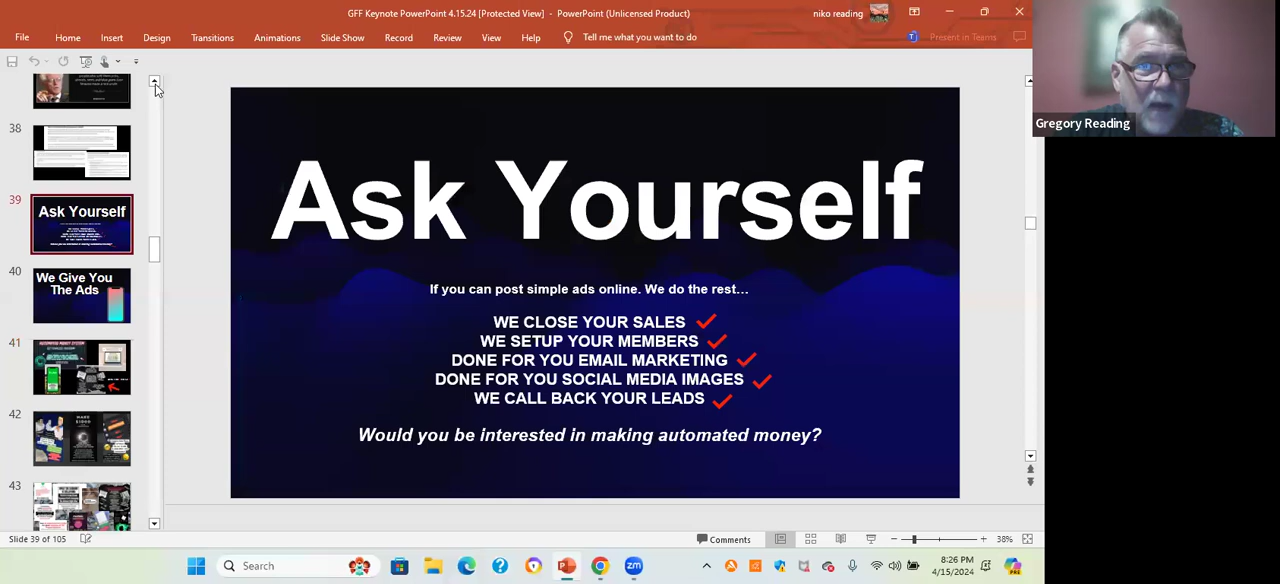 GFF Keynote PowerPoint 4.15.24 [Protected View] - PowerPoint (Unlicensed Product)
niko reading
File Home Insert Design Transitions Animations Slide Show Record Review View Help Tell me what you want to do
Present in Teams
Gregory Reading
38
39
Ask Yourself
40
We Give You
The Ads
41
42
43
Ask Yourself
If you can post simple ads online. We do the rest...
WE CLOSE YOUR SALES
WE SETUP YOUR MEMBERS
DONE FOR YOU EMAIL MARKETING
DONE FOR YOU SOCIAL MEDIA IMAGES
WE CALL BACK YOUR LEADS
Would you be interested in making automated money?
Slide 39 of 105
Comments
38%
Search
zm
8:26 PM
4/15/2024
PRE